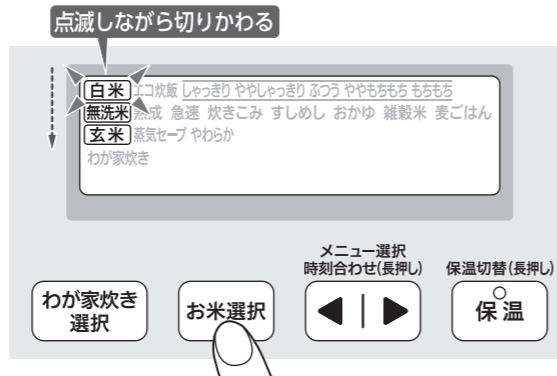 点滅しながら切りかわる
白米 エコ炊飯 しゃっきり ややしゃっきり ふつう ややもちもち もちもち
無洗米 熟成 急速 炊きこみ すしめし おかゆ 雑穀米 麦ごはん
玄米 蒸気セーブ やわらか
わが家炊き
メニュー選択
時刻合わせ(長押し)
保温切替(長押し)
わが家炊き
選択
お米選択
保温